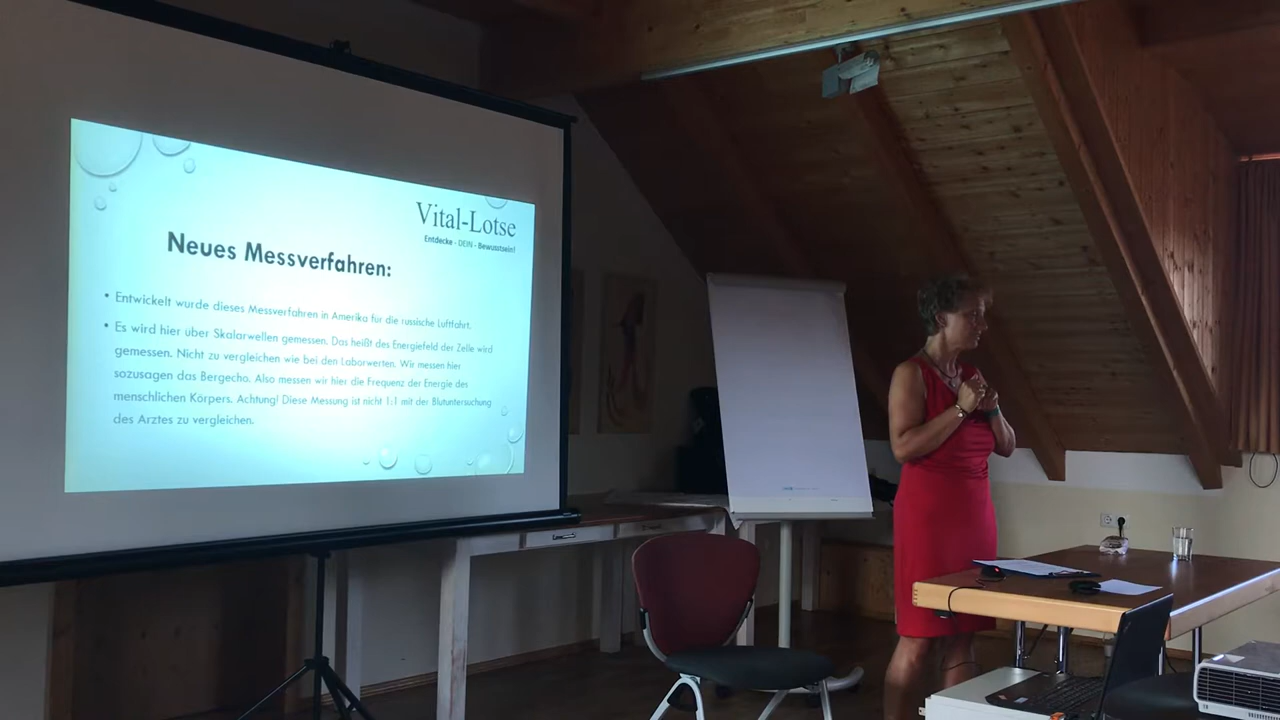 Vital-Lotse
Entdecke - DEIN - Bewusstsein!
Neues Messverfahren:
• Entwickelt wurde dieses Messverfahren in Amerika für die russische Luftfahrt.
• Es wird hier über Skalarwellen gemessen. Das heißt des Energiefeld der Zelle wird
gemessen. Nicht zu vergleichen wie bei den Laborwerten. Wir messen hier
sozusagen das Bergecho. Also messen wir hier die Frequenz der Energie des
menschlichen Körpers. Achtung! Diese Messung ist nicht 1:1 mit der Blutuntersuchung
des Arztes zu vergleichen.